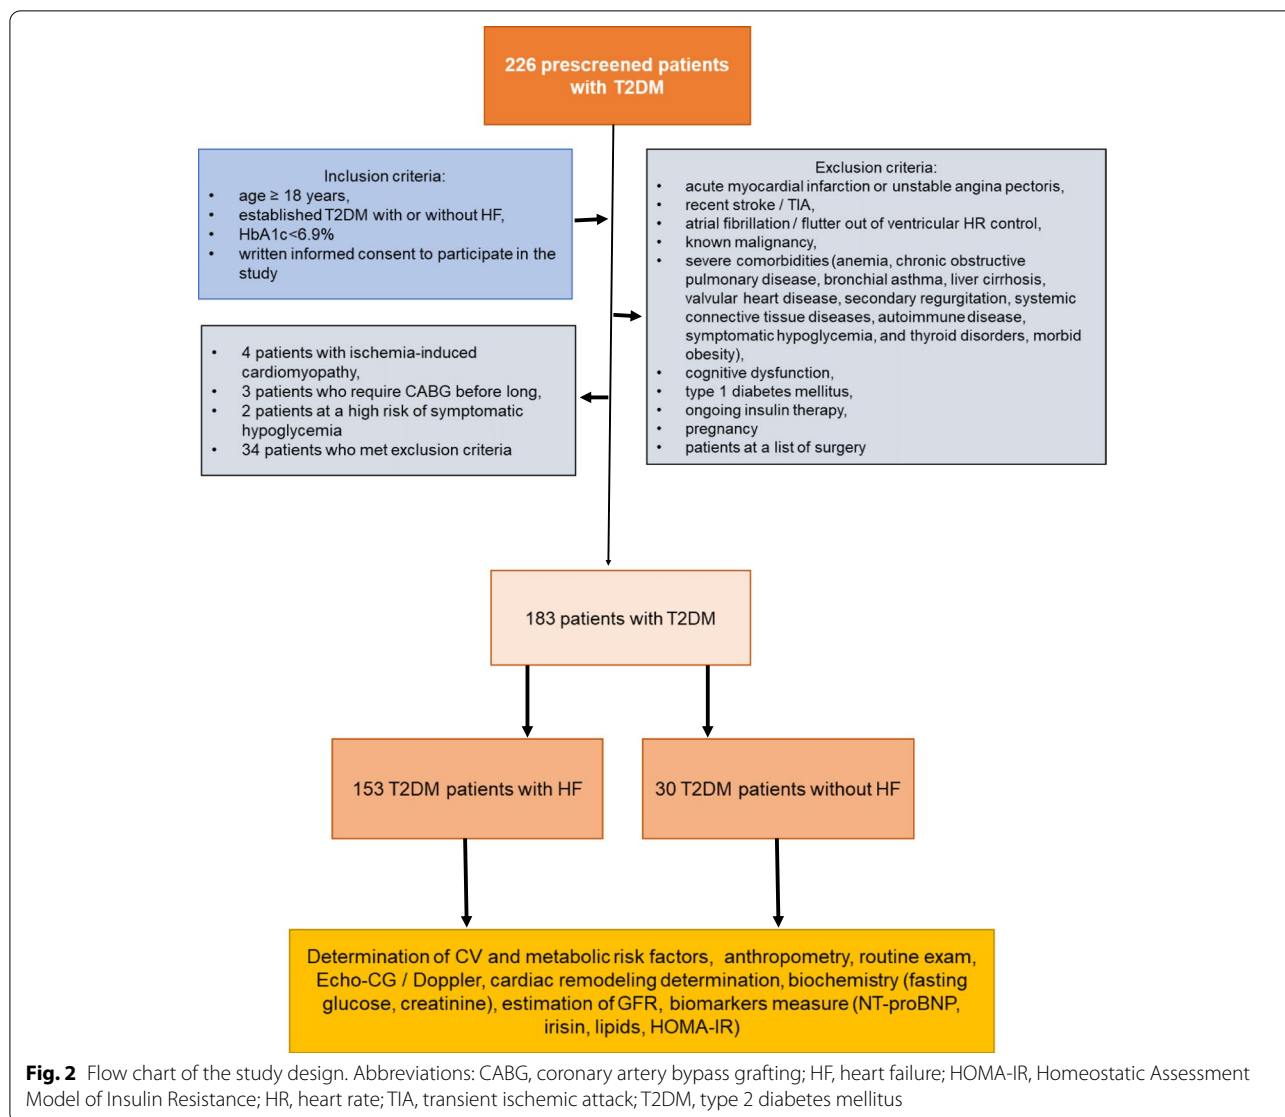 226 prescreened patients
with T2DM
Inclusion criteria:
• age ≥ 18 years,
• established T2DM with or without HF,
• HbA1c<6.9%
• written informed consent to participate in the
study
Exclusion criteria:
• acute myocardial infarction or unstable angina pectoris,
• recent stroke / TIA,
• atrial fibrillation / flutter out of ventricular HR control,
• known malignancy,
• severe comorbidities (anemia, chronic obstructive
pulmonary disease, bronchial asthma, liver cirrhosis,
valvular heart disease, secondary regurgitation, systemic
connective tissue diseases, autoimmune disease,
symptomatic hypoglycemia, and thyroid disorders, morbid
obesity),
• cognitive dysfunction,
• type 1 diabetes mellitus,
• ongoing insulin therapy,
• pregnancy
• patients at a list of surgery
• 4 patients with ischemia-induced
cardiomyopathy,
• 3 patients who require CABG before long,
• 2 patients at a high risk of symptomatic
hypoglycemia
• 34 patients who met exclusion criteria
183 patients with T2DM
153 T2DM patients with HF
30 T2DM patients without HF
Determination of CV and metabolic risk factors, anthropometry, routine exam,
Echo-CG / Doppler, cardiac remodeling determination, biochemistry (fasting
glucose, creatinine), estimation of GFR, biomarkers measure (NT-proBNP,
irisin, lipids, HOMA-IR)
Fig. 2 Flow chart of the study design. Abbreviations: CABG, coronary artery bypass grafting; HF, heart failure; HOMA-IR, Homeostatic Assessment
Model of Insulin Resistance; HR, heart rate; TIA, transient ischemic attack; T2DM, type 2 diabetes mellitus